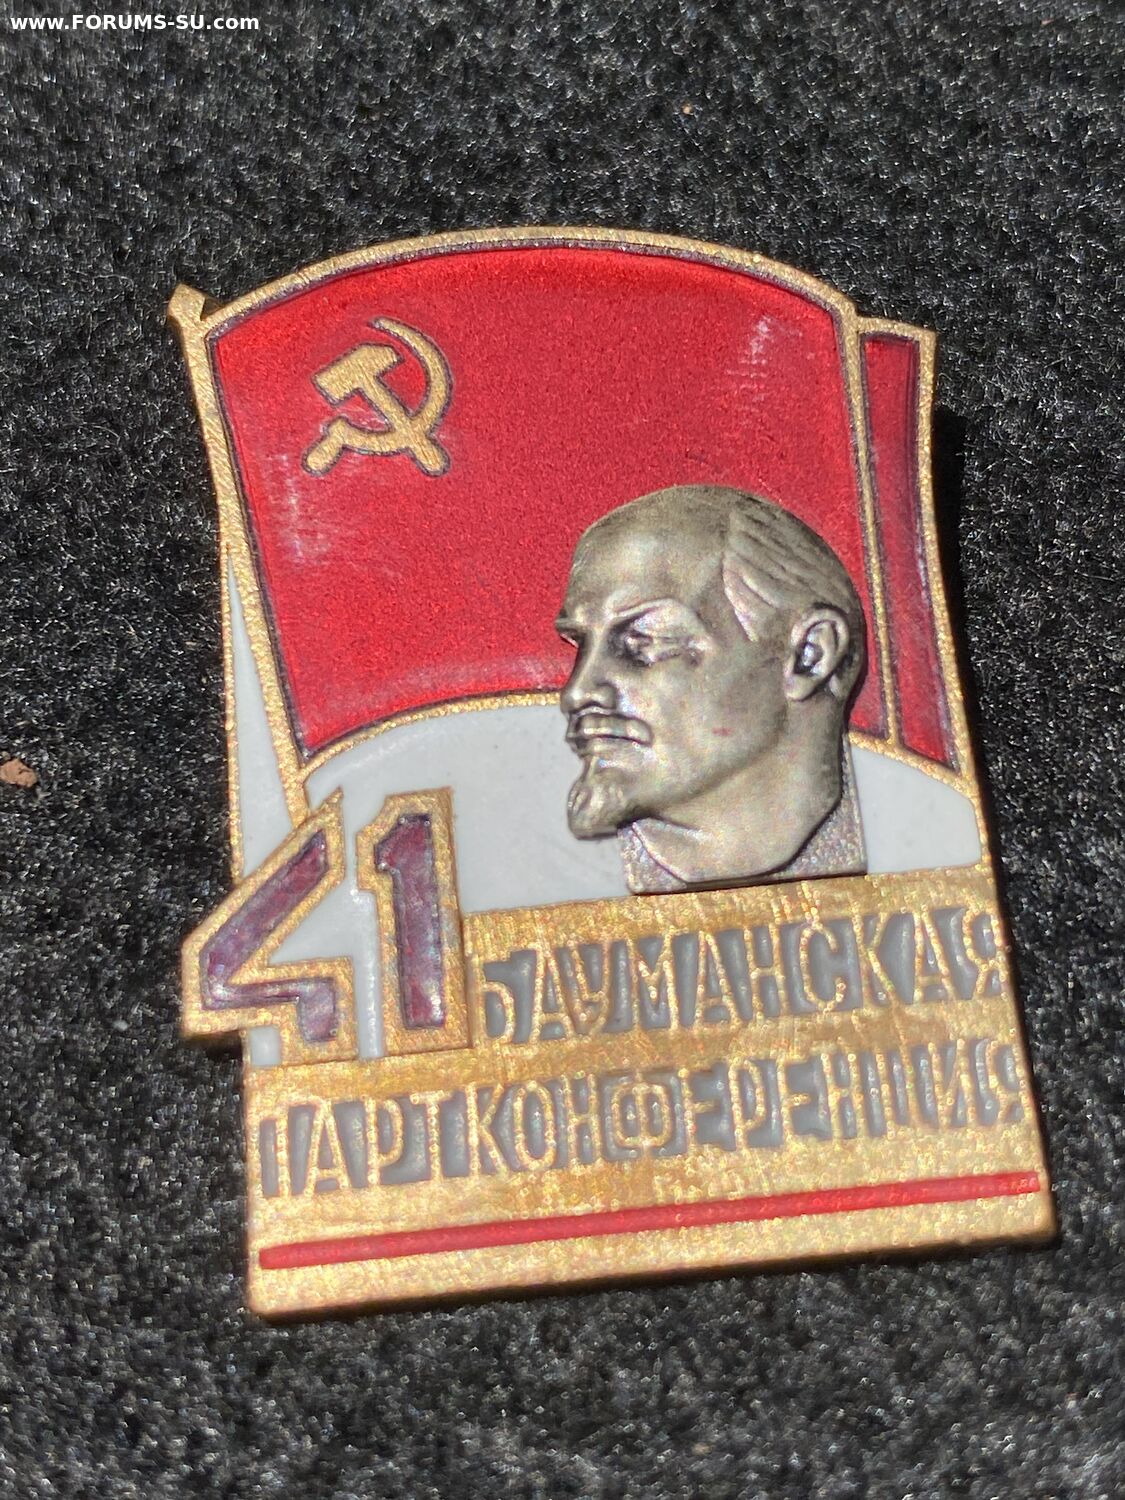 www.FORUMS-SU.com
41 БАУМАНСКАЯ
ПАРТКОНФЕРЕНЦИЯ